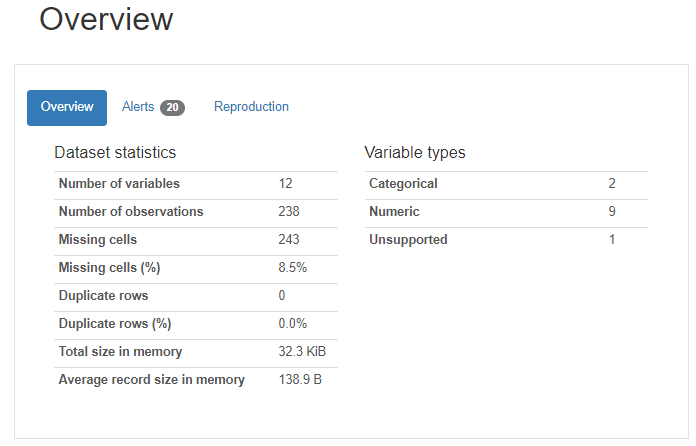 Overview
Overview Alerts 20 Reproduction
Dataset statistics
Number of variables 12
Number of observations 238
Missing cells 243
Missing cells (%) 8.5%
Duplicate rows 0
Duplicate rows (%) 0.0%
Total size in memory 32.3 KiB
Average record size in memory 138.9 B
Variable types
Categorical 2
Numeric 9
Unsupported 1